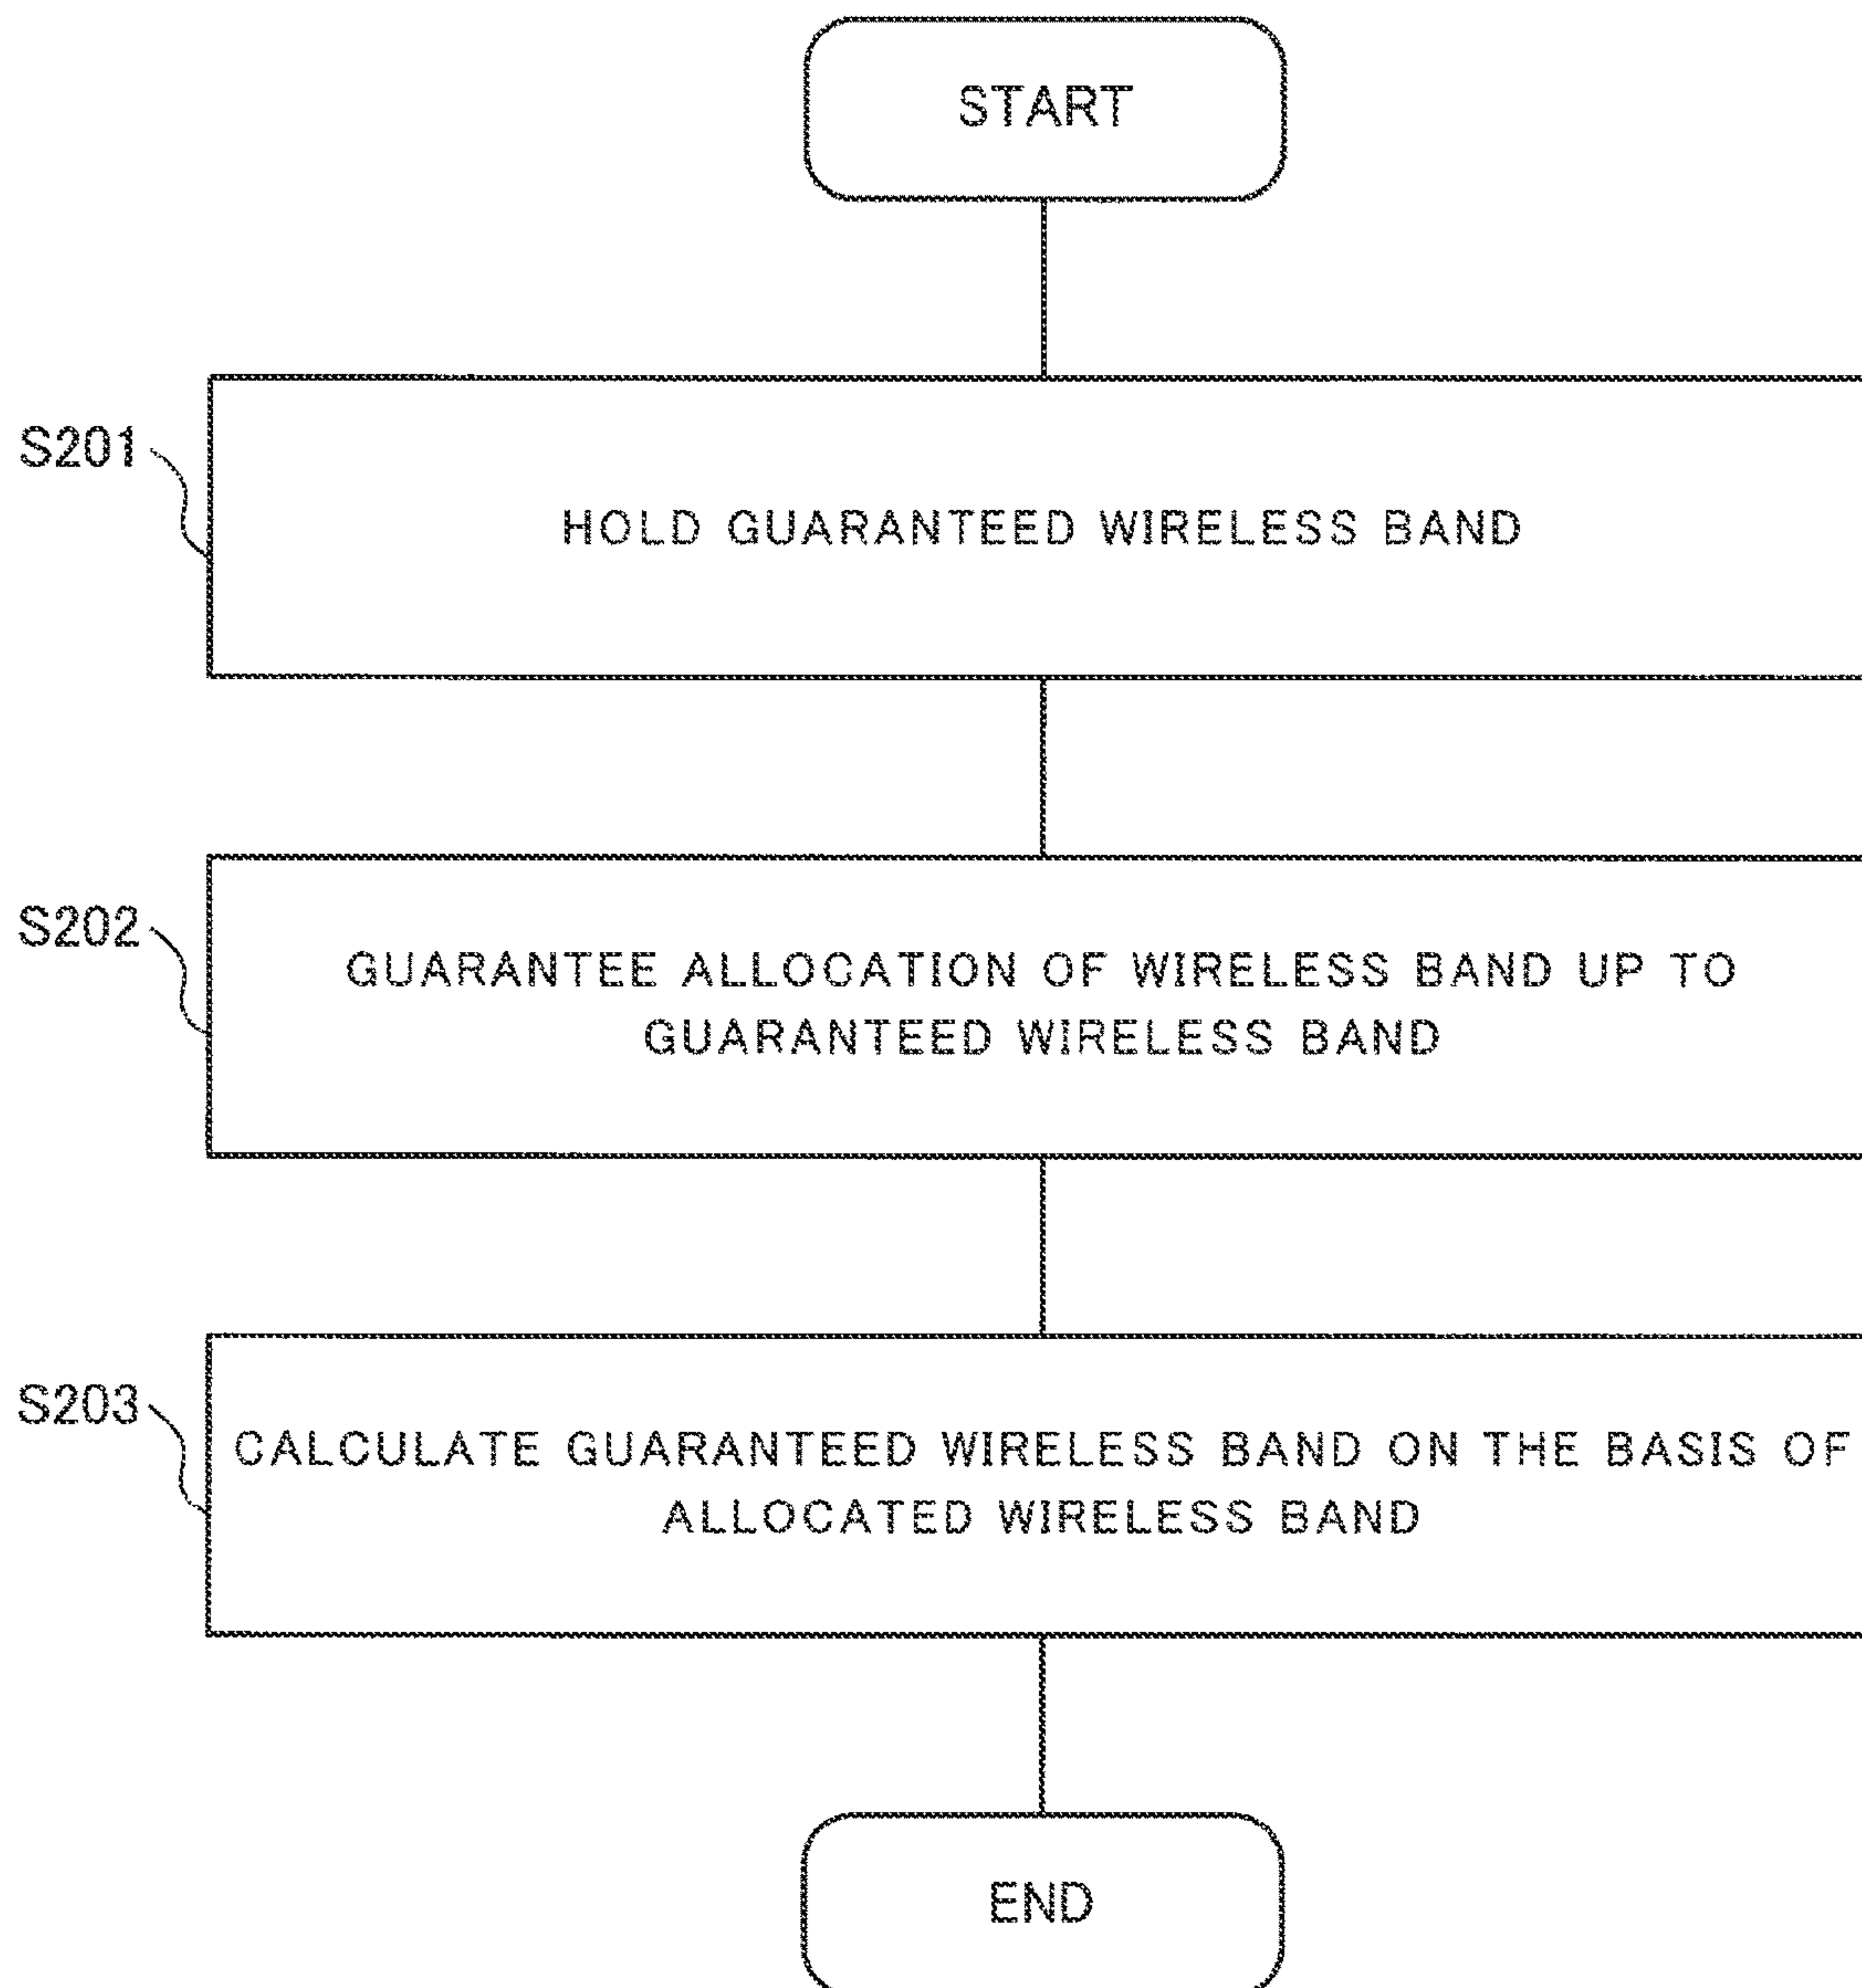 START
S201
HOLD GUARANTEED WIRELESS BAND
S202
GUARANTEE ALLOCATION OF WIRELESS BAND UP TO
GUARANTEED WIRELESS BAND
S203
CALCULATE GUARANTEED WIRELESS BAND ON THE BASIS OF
ALLOCATED WIRELESS BAND
END